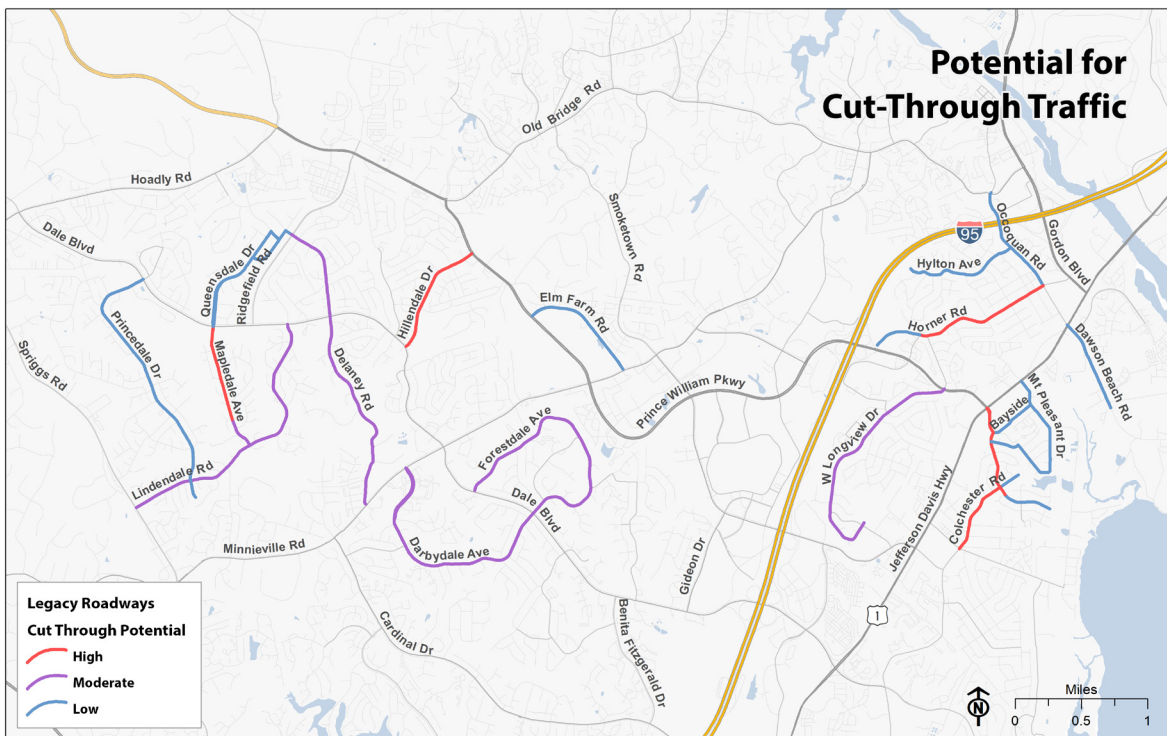 Potential for
Cut-Through Traffic
Old Bridge Rd
Hoadly Rd
Dale Blvd
Smoketown Rd
Occoquan Rd
Gordon Blvd
95
Hylton Ave
Queensdale Dr
Ridgefield Rd
Hillendale Dr
Elm Farm Rd
Horner Rd
Princedale Dr
Spriggs Rd
Mapledale Ave
Delaney Rd
Prince William Pkwy
Dawson Beach Rd
Mt Pleasant Dr
Bayside
W Longview Dr
Forestdale Ave
Lindendale Rd
Dale Blvd
Colchester Rd
Jefferson Davis Hwy
Minnieville Rd
Darbydale Ave
Gideon Dr
Cardinal Dr
Benita Fitzgerald Dr
1
Legacy Roadways
Cut Through Potential
High
Moderate
Low
N
Miles
0 0.5 1